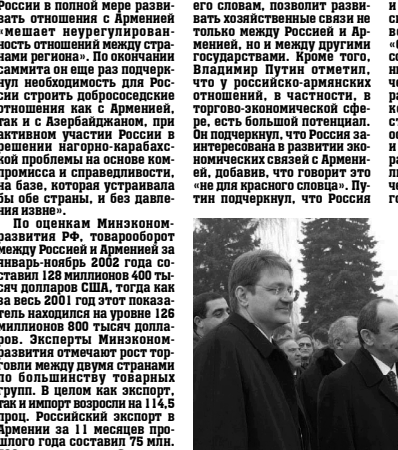 России в полной мере разви-
вать отношения с Арменией
«мешает неурегулирован-
ность отношений между стра-
нами региона». По окончании
саммита он еще раз подчерк-
нул необходимость для Рос-
сии строить добрососедские
отношения как с Арменией,
так и с Азербайджаном, при
активном участии России в
решении нагорно-карабахс-
кой проблемы на основе ком-
промисса и справедливости,
на базе, которая устраивала
бы обе страны, и без давле-
ния извне».
По оценкам Минэконом-
развития РФ, товарооборот
между Россией и Арменией за
январь-ноябрь 2002 года со-
ставил 128 миллионов 400 ты-
сяч долларов США, тогда как
за весь 2001 год этот показа-
тель находился на уровне 126
миллионов 800 тысяч долла-
ров. Эксперты Минэконом-
развития отмечают рост тор-
говли между двумя странами
по большинству товарных
групп. В целом как экспорт,
так и импорт возросли на 114,5
проц. Российский экспорт в
Армении за 11 месяцев про-
шлого года составил 75 млн.
его словам, позволит разви-
вать хозяйственные связи не
только между Россией и Ар-
менией, но и между другими
государствами. Кроме того,
Владимир Путин отметил,
что у российско-армянских
отношений, в частности, в
торгово-экономической сфе-
ре, есть большой потенциал.
Он подчеркнул, что Россия за-
интересована в развитии эко-
номических связей с Армени-
ей, добавив, что говорит это
«не для красного словца». Пу-
тин подчеркнул, что Россия